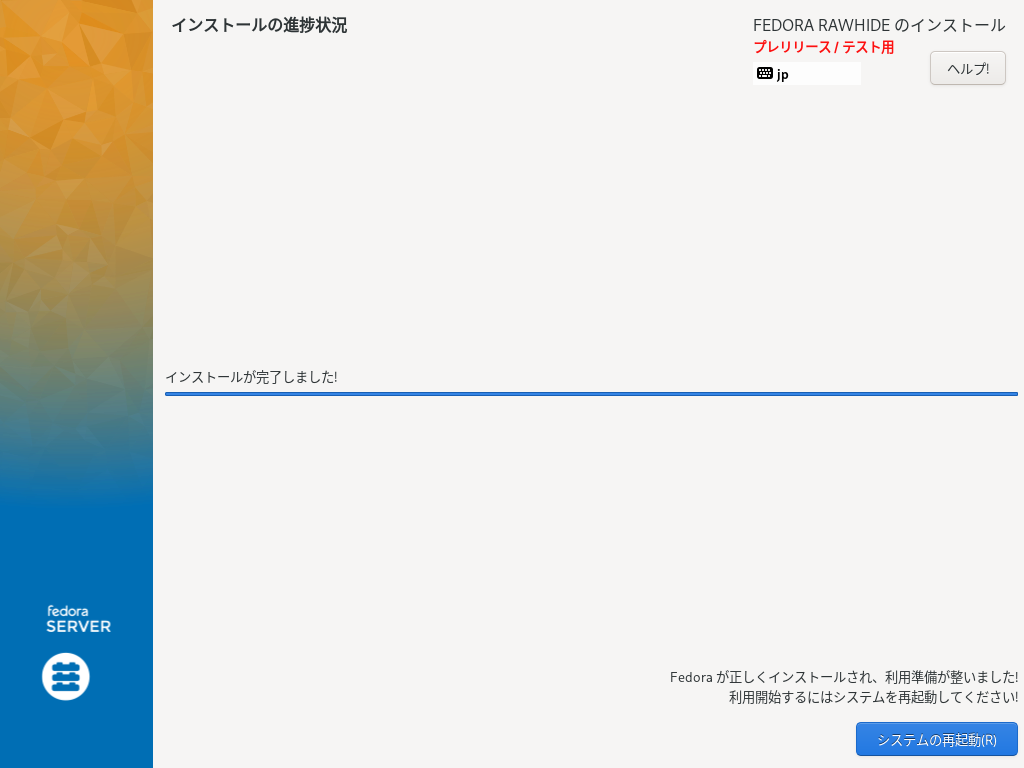 インストールの進捗状況
FEDORA RAWHIDE のインストール
プレリリース / テスト用
jp
ヘルプ!
インストールが完了しました!
fedora
SERVER
Fedora が正しくインストールされ、利用準備が整いました!
利用開始するにはシステムを再起動してください!
システムの再起動(R)